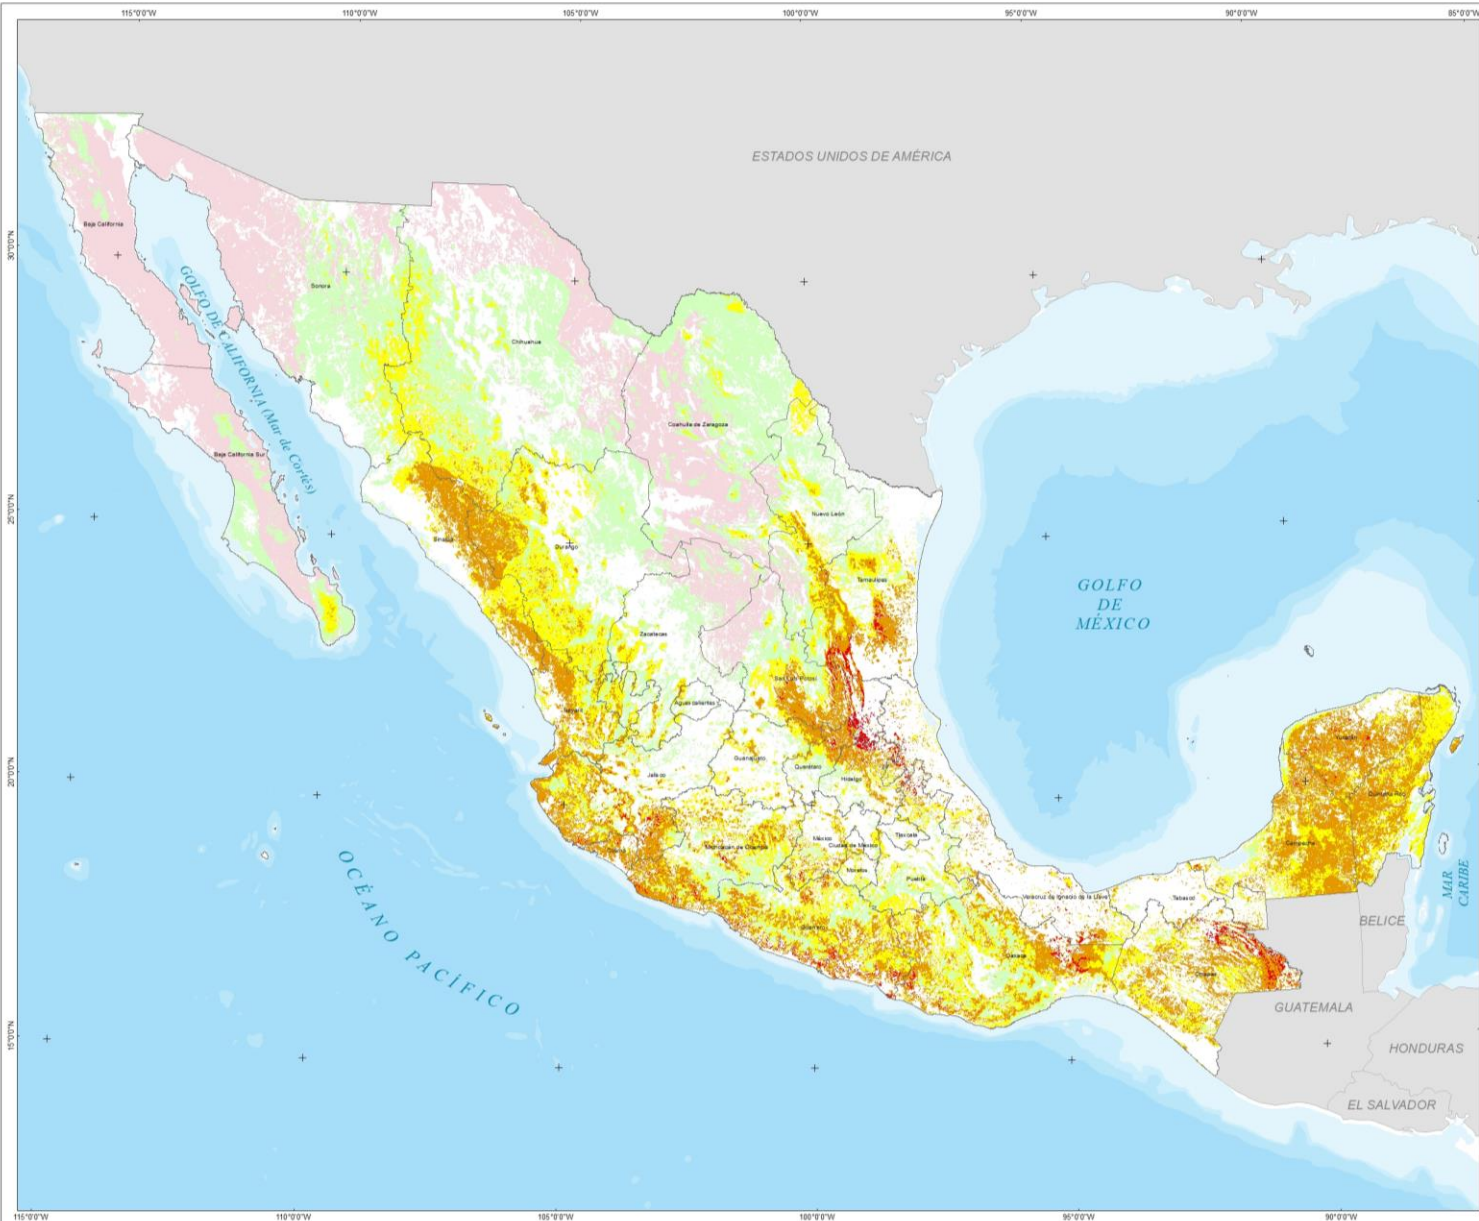 115°0'0"W 110°0'0"W 105°0'0"W 100°0'0"W 95°0'0"W 90°0'0"W 85°0'0"W
ESTADOS UNIDOS DE AMÉRICA
Baja California
30°0'0"N
Sonora
GOLFO DE CALIFORNIA (Mar de Cortés)
Chihuahua
Coahuila de Zaragoza
Baja California Sur
25°0'0"N
Nuevo León
Sinaloa
Durango
Tamaulipas
GOLFO
DE
MÉXICO
Zacatecas
San Luis Potosí
Aguascalientes
Nayarit
Yucatán
20°0'0"N
Guanajuato
Querétaro
Jalisco
Hidalgo
Quintana Roo
México
Tlaxcala
Ciudad de México
Michoacán de Ocampo
Campeche
Morelos
Puebla
OCÉANO PACÍFICO
MAR
CARIBE
Veracruz de Ignacio de la Llave
Tabasco
BELICE
Guerrero
Oaxaca
Chiapas
GUATEMALA
15°0'0"N
HONDURAS
EL SALVADOR
115°0'0"W 110°0'0"W 105°0'0"W 100°0'0"W 95°0'0"W 90°0'0"W